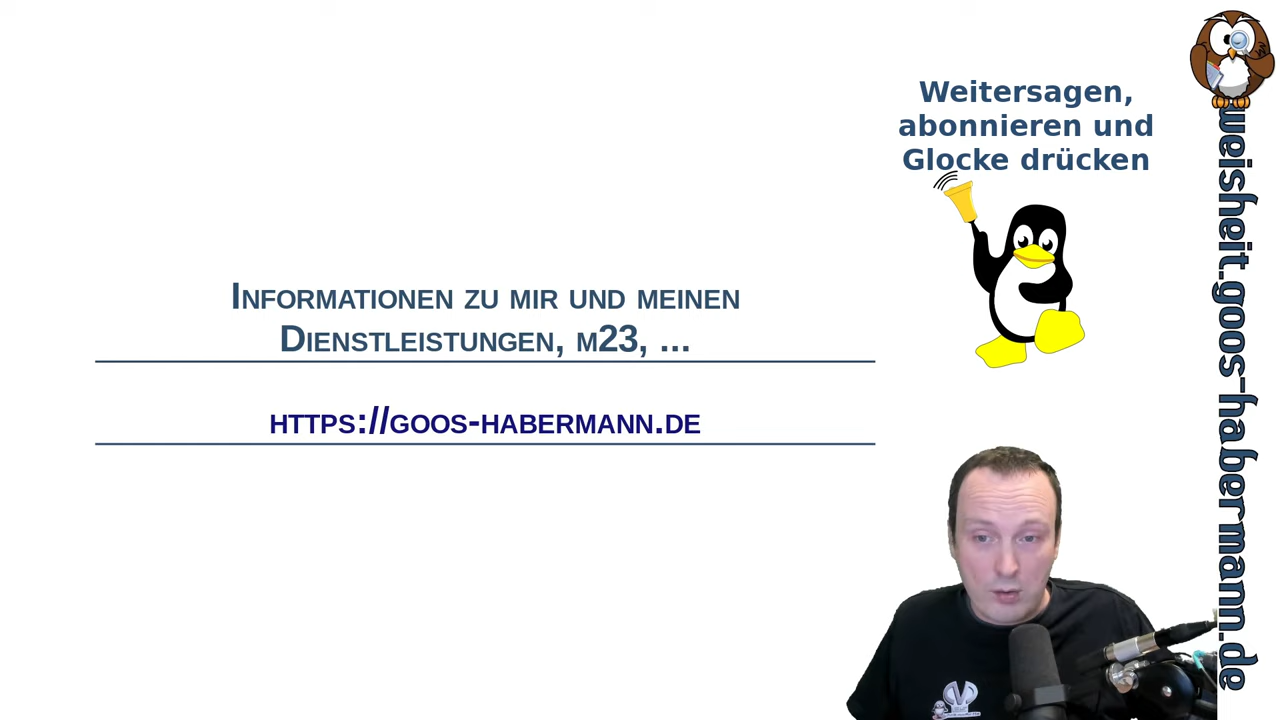 Weitersagen,
abonnieren und
Glocke drücken
Informationen zu mir und meinen
Dienstleistungen, m23, ...
https://goos-habermann.de
weisheit.goos-habermann.de